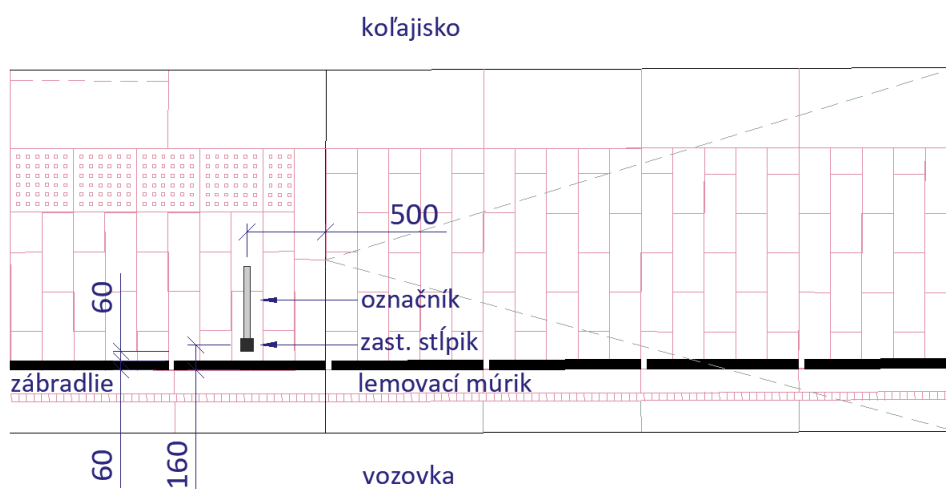 koľajisko
500
60
označník
zast. stĺpik
zábradlie
lemovací múrik
60
160
vozovka